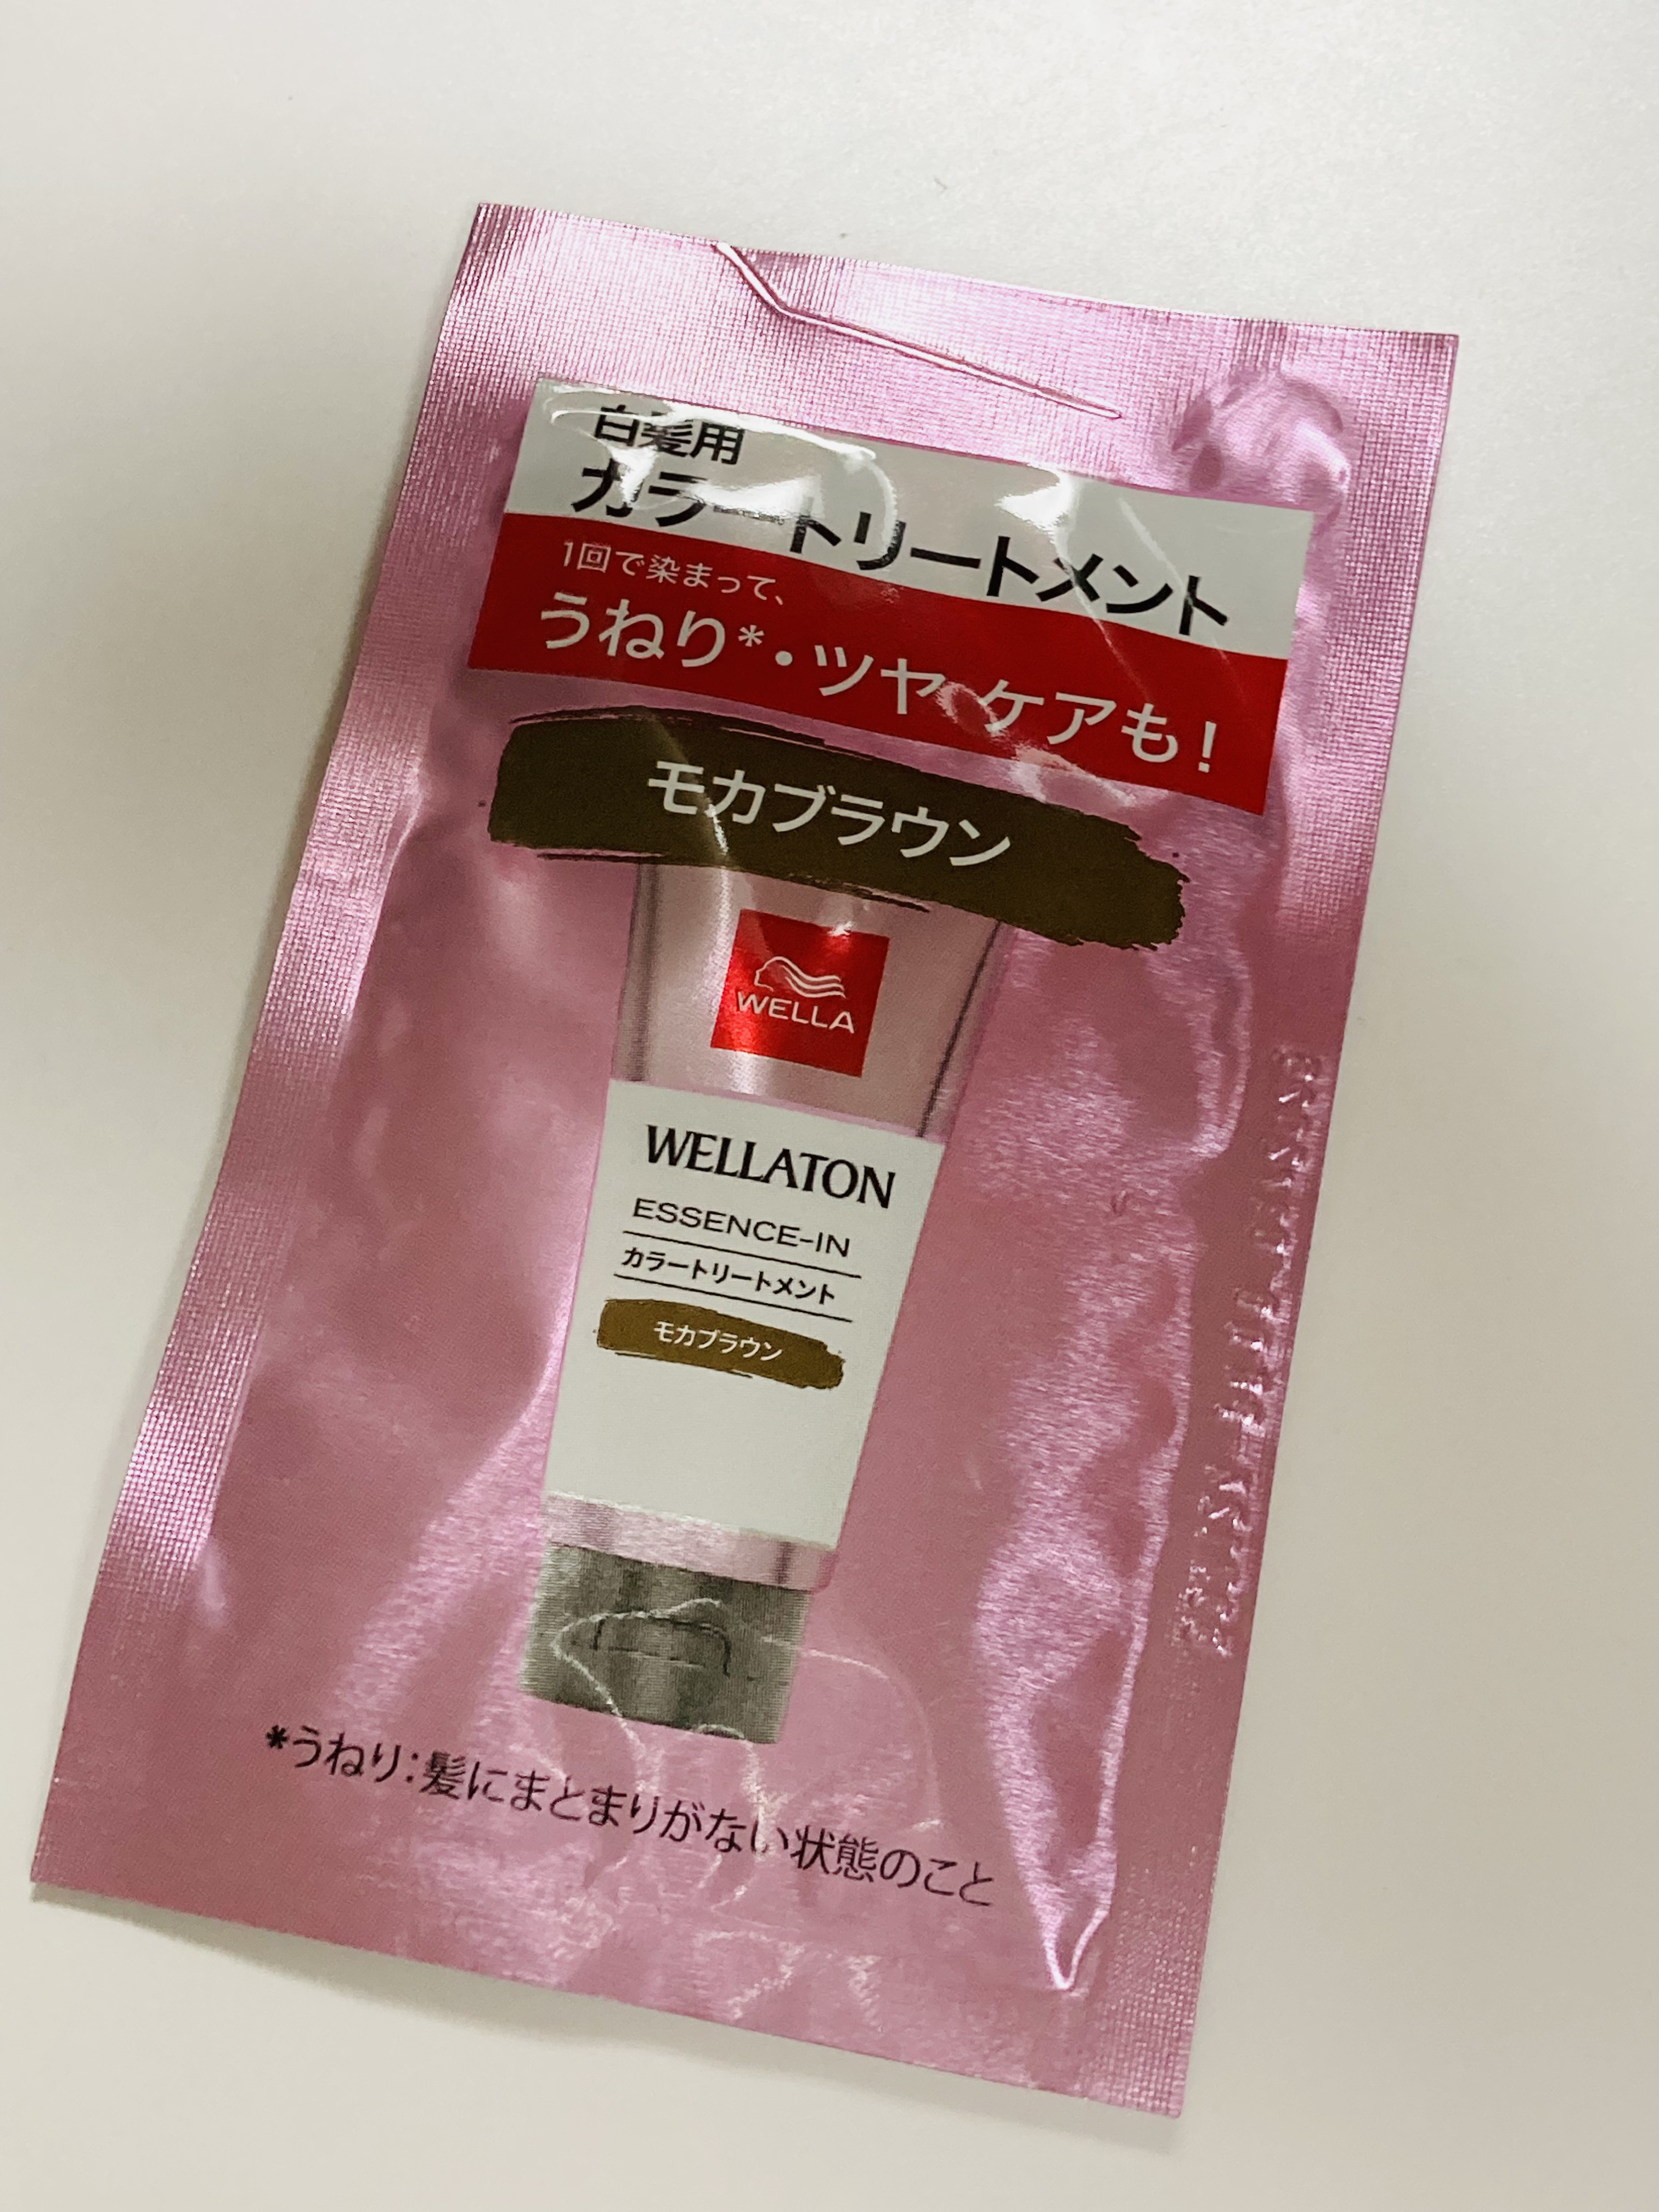 白髪用
カラートリートメント
1回で染まって、
うねり*・ツヤ ケアも!
モカブラウン
WELLA
WELLATON
ESSENCE-IN
カラートリートメント
モカブラウン
*うねり:髪にまとまりがない状態のこと